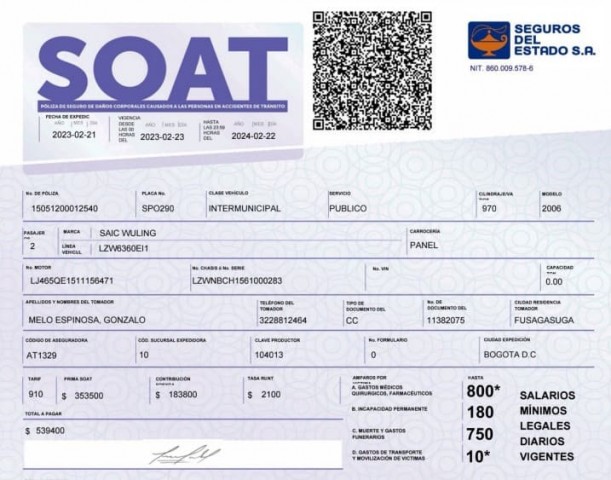 SOAT
PÓLIZA DE SEGURO DE DAÑOS CORPORALES CAUSADOS A LAS PERSONAS EN ACCIDENTES DE TRÁNSITO
FECHA DE EXPEDIC AÑO MES DIA
2023-02-21
VIGENCIA DESDE LAS 00 HORAS DEL AÑO MES DIA
2023-02-23
HASTA LAS 23:59 HORAS DEL AÑO MES DIA
2024-02-22
SEGUROS
DEL
ESTADO S.A.
NIT. 860.009.578-6
No. DE PÓLIZA PLACA No. CLASE VEHICULO SERVICIO CILINDRAJE/VA MODELO
15051200012540 SPO290 INTERMUNICIPAL PUBLICO 970 2006
PASAJER MARCA SAIC WULING CARROCERÍA
2 LÍNEA VEHICUL LZW6360EI1 PANEL
No. MOTOR No. CHASIS ó No. SERIE No. VIN CAPACIDAD
LJ465QE1511156471 LZWNBCH1561000283 0.00
APELLIDOS Y NOMBRES DEL TOMADOR TELÉFONO DEL TOMADOR TIPO DE DOCUMENTO DEL No. DE DOCUMENTO DEL CIUDAD RESIDENCIA TOMADOR
MELO ESPINOSA, GONZALO 3228812464 CC 11382075 FUSAGASUGA
CÓDIGO DE ASEGURADORA CÓD. SUCURSAL EXPEDIDORA CLAVE PRODUCTOR No. FORMULARIO CIUDAD EXPEDICIÓN
AT1329 10 104013 0 BOGOTA D.C
TARIF PRIMA SOAT CONTRIBUCIÓN TASA RUNT AMPAROS POR HASTA
910 $ 353500 $ 183800 $ 2100
TOTAL A PAGAR
$ 539400
A. GASTOS MÉDICOS QUIRURGICOS, FARMACÉUTICOS 800*
B. INCAPACIDAD PERMANENTE 180
C. MUERTE Y GASTOS FUNERARIOS 750
D. GASTOS DE TRANSPORTE Y MOVILIZACIÓN DE VICTIMAS 10*
SALARIOS
MÍNIMOS
LEGALES
DIARIOS
VIGENTES